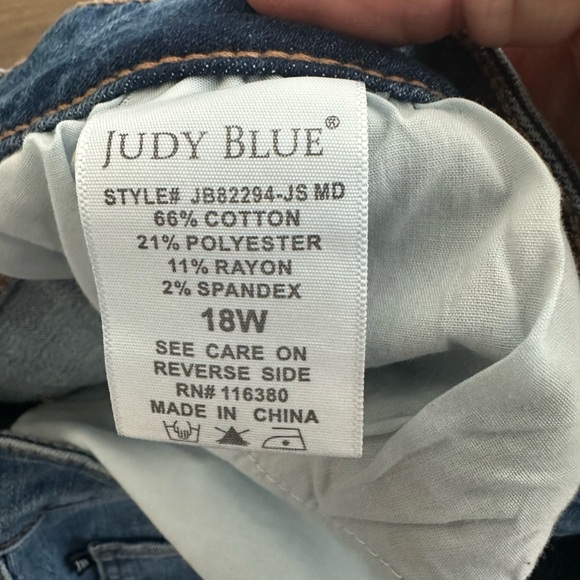 JUDY BLUE®
STYLE# JB82294-JS MD
66% COTTON
21% POLYESTER
11% RAYON
2% SPANDEX
18W
SEE CARE ON
REVERSE SIDE
RN# 116380
MADE IN CHINA